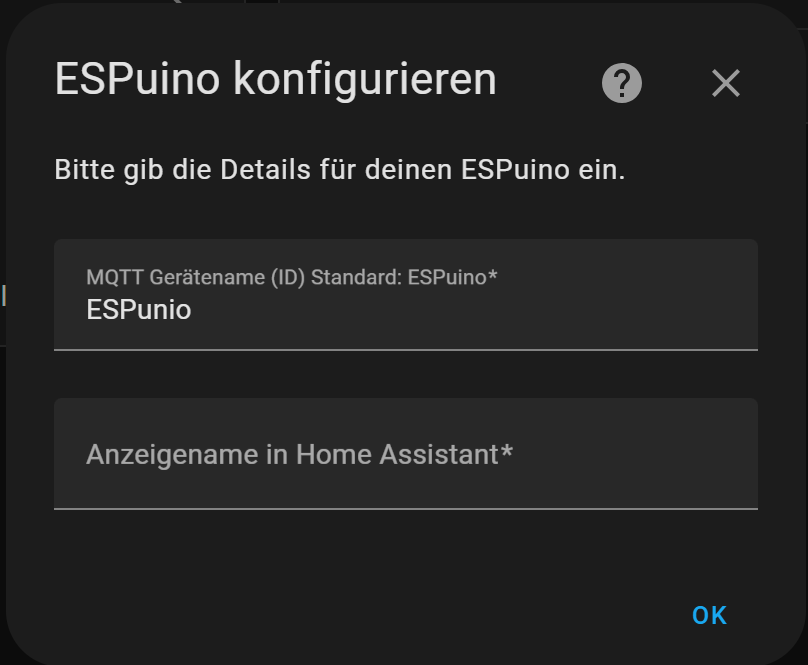 ESPuino konfigurieren
Bitte gib die Details für deinen ESPuino ein.
MQTT Gerätename (ID) Standard: ESPuino*
ESPunio
Anzeigename in Home Assistant*
OK